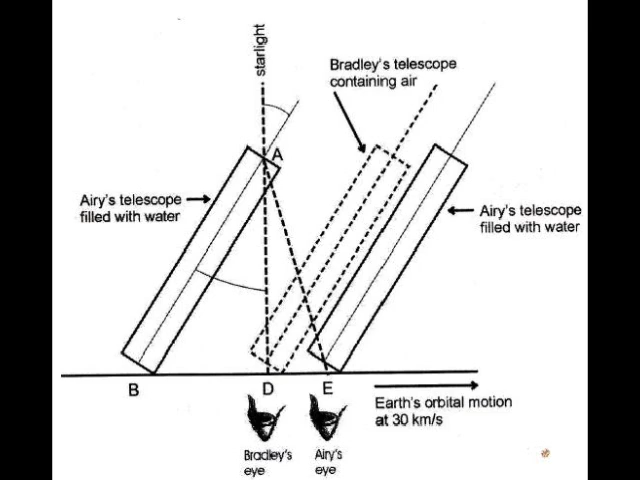 starlight
Bradley's telescope
containing air
A
Airy's telescope
filled with water
Airy's telescope
filled with water
B
D
E
Earth's orbital motion
at 30 km/s
Bradley's
eye
Airy's
eye